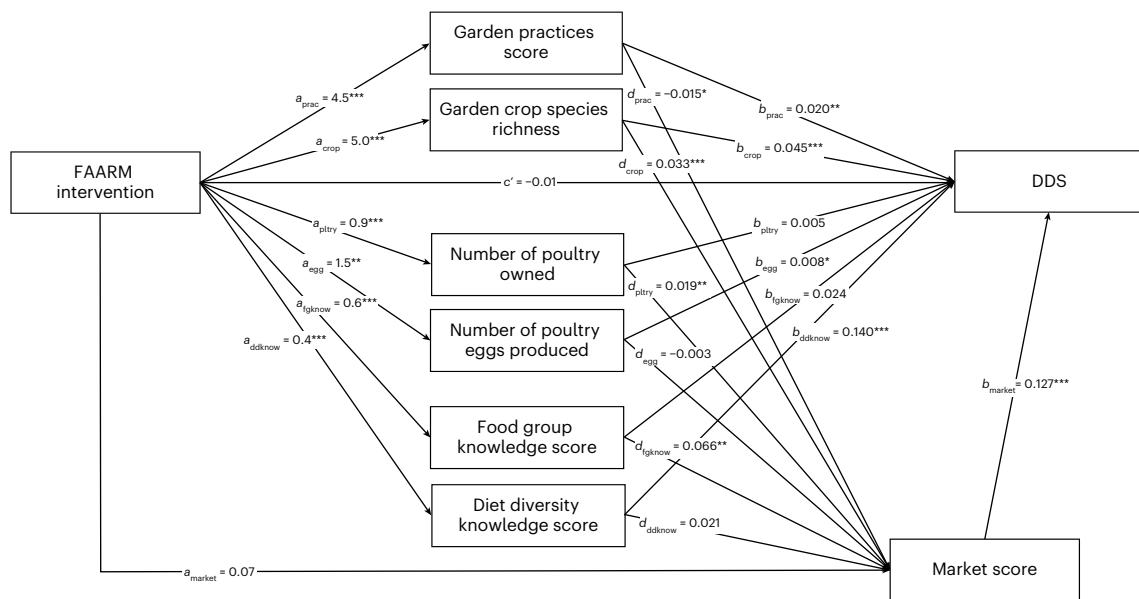 Garden practices
score
a_prac = 4.5***
d_prac = −0.015*
b_prac = 0.020**
Garden crop species
richness
a_crop = 5.0***
d_crop = 0.033***
b_crop = 0.045***
FAARM
intervention
c′ = −0.01
DDS
a_pltry = 0.9***
Number of poultry
owned
b_pltry = 0.005
a_egg = 1.5**
d_pltry = 0.019**
b_egg = 0.008*
a_fgknow = 0.6***
Number of poultry
eggs produced
b_fgknow = 0.024
a_ddknow = 0.4***
d_egg = −0.003
b_ddknow = 0.140***
b_market = 0.127***
Food group
knowledge score
d_fgknow = 0.066**
Diet diversity
knowledge score
d_ddknow = 0.021
a_market = 0.07
Market score